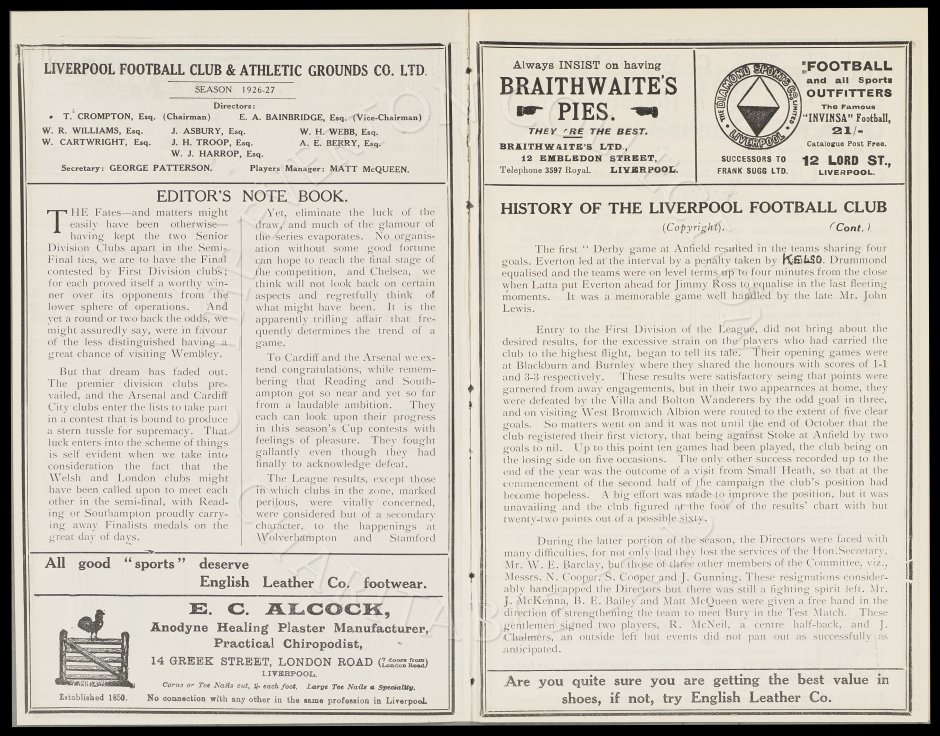 LIVERPOOL FOOTBALL CLUB & ATHLETIC GROUNDS CO. LTD.
SEASON 1926-27
Directors:
T. CROMPTON, Esq. (Chairman) E. A. BAINBRIDGE, Esq. (Vice-Chairman)
W. R. WILLIAMS, Esq. J. ASBURY, Esq. W. H. WEBB, Esq.
W. CARTWRIGHT, Esq. J. H. TROOP, Esq. A. E. BERRY, Esq.
W. J. HARROP, Esq.
Secretary: GEORGE PATTERSON. Players Manager: MATT McQUEEN.
EDITOR'S NOTE BOOK.
THE Fates—and matters might
easily have been otherwise—
having kept the two Senior
Division Clubs apart in the Semi-
Final ties, we are to have the Final
contested by First Division clubs;
for each proved itself a worthy win-
ner over its opponents from the
lower sphere of operations. And
yet a round or two back the odds, we
might assuredly say, were in favour
of the less distinguished having a
great chance of visiting Wembley.
But that dream has faded out.
The premier division clubs pre-
vailed, and the Arsenal and Cardiff
City clubs enter the lists to take part
in a contest that is bound to produce
a stern tussle for supremacy. That
luck enters into the scheme of things
is self evident when we take into
consideration the fact that the
Welsh and London clubs might
have been called upon to meet each
other in the semi-final, with Read-
ing or Southampton proudly carry-
ing away Finalists medals on the
great day of days.
Yet, eliminate the luck of the
draw, and much of the glamour of
the series evaporates. No organis-
ation without some good fortune
can hope to reach the final stage of
the competition, and Chelsea, we
think will not look back on certain
aspects and regretfully think of
what might have been. It is the
apparently trifling affair that fre-
quently determines the trend of a
game.
To Cardiff and the Arsenal we ex-
tend congratulations, while remem-
bering that Reading and South-
ampton got so near and yet so far
from a laudable ambition. They
each can look upon their progress
in this season's Cup contests with
feelings of pleasure. They fought
gallantly even though they had
finally to acknowledge defeat.
The League results, except those
in which clubs in the zone, marked
perilous, were vitally concerned,
were considered but of a secondary
character, to the happenings at
Wolverhampton and Stamford
All good "sports" deserve
English Leather Co. footwear.
E. C. ALCOCK,
Anodyne Healing Plaster Manufacturer,
Practical Chiropodist,
14 GREEK STREET, LONDON ROAD (7 doors from London Road)
LIVERPOOL.
Corns or Toe Nails cut, 1/- each foot. Large Toe Nails a Speciality.
Established 1850. No connection with any other in the same profession in Liverpool.
Always INSIST on having
BRAITHWAITE'S
PIES.
THEY 'RE THE BEST.
BRAITHWAITE'S LTD.,
12 EMBLEDON STREET,
Telephone 3597 Royal. LIVERPOOL.
THE DIAMOND SPORTS CO LIMITED
LIVERPOOL
SUCCESSORS TO
FRANK SUGG LTD.
FOOTBALL
and all Sports
OUTFITTERS
The Famous
"INVINSA" Football,
21/-
Catalogue Post Free.
12 LORD ST.,
LIVERPOOL.
HISTORY OF THE LIVERPOOL FOOTBALL CLUB
(Copyright). (Cont.)
The first " Derby game at Anfield resulted in the teams sharing four
goals. Everton led at the interval by a penalty taken by KELSO. Drummond
equalised and the teams were on level terms up to four minutes from the close
when Latta put Everton ahead for Jimmy Ross to equalise in the last fleeting
moments. It was a memorable game well handled by the late Mr. John
Lewis.
Entry to the First Division of the League, did not bring about the
desired results, for the excessive strain on the players who had carried the
club to the highest flight, began to tell its tale. Their opening games were
at Blackburn and Burnley where they shared the honours with scores of 1-1
and 3-3 respectively. These results were satisfactory seing that points were
garnered from away engagements, but in their two appearnces at home, they
were defeated by the Villa and Bolton Wanderers by the odd goal in three,
and on visiting West Bromwich Albion were routed to the extent of five clear
goals. So matters went on and it was not until the end of October that the
club registered their first victory, that being against Stoke at Anfield by two
goals to nil. Up to this point ten games had been played, the club being on
the losing side on five occasions. The only other success recorded up to the
end of the year was the outcome of a visit from Small Heath, so that at the
commencement of the second half of the campaign the club's position had
become hopeless. A big effort was made to improve the position, but it was
unavailing and the club figured at the foot of the results' chart with but
twenty-two points out of a possible sixty.
During the latter portion of the season, the Directors were faced with
many difficulties, for not only had they lost the services of the Hon.Secretary,
Mr. W. E. Barclay, but those of three other members of the Committee, viz.,
Messrs. N. Cooper, S. Cooper and J. Gunning. These resignations consider-
ably handicapped the Directors but there was still a fighting spirit left. Mr.
J. McKenna, B. E. Bailey and Matt McQueen were given a free hand in the
direction of strengthening the team to meet Bury in the Test Match. These
gentlemen signed two players, R. McNeil, a centre half-back, and J.
Chalmers, an outside left but events did not pan out as successfully as
anticipated.
Are you quite sure you are getting the best value in
shoes, if not, try English Leather Co.